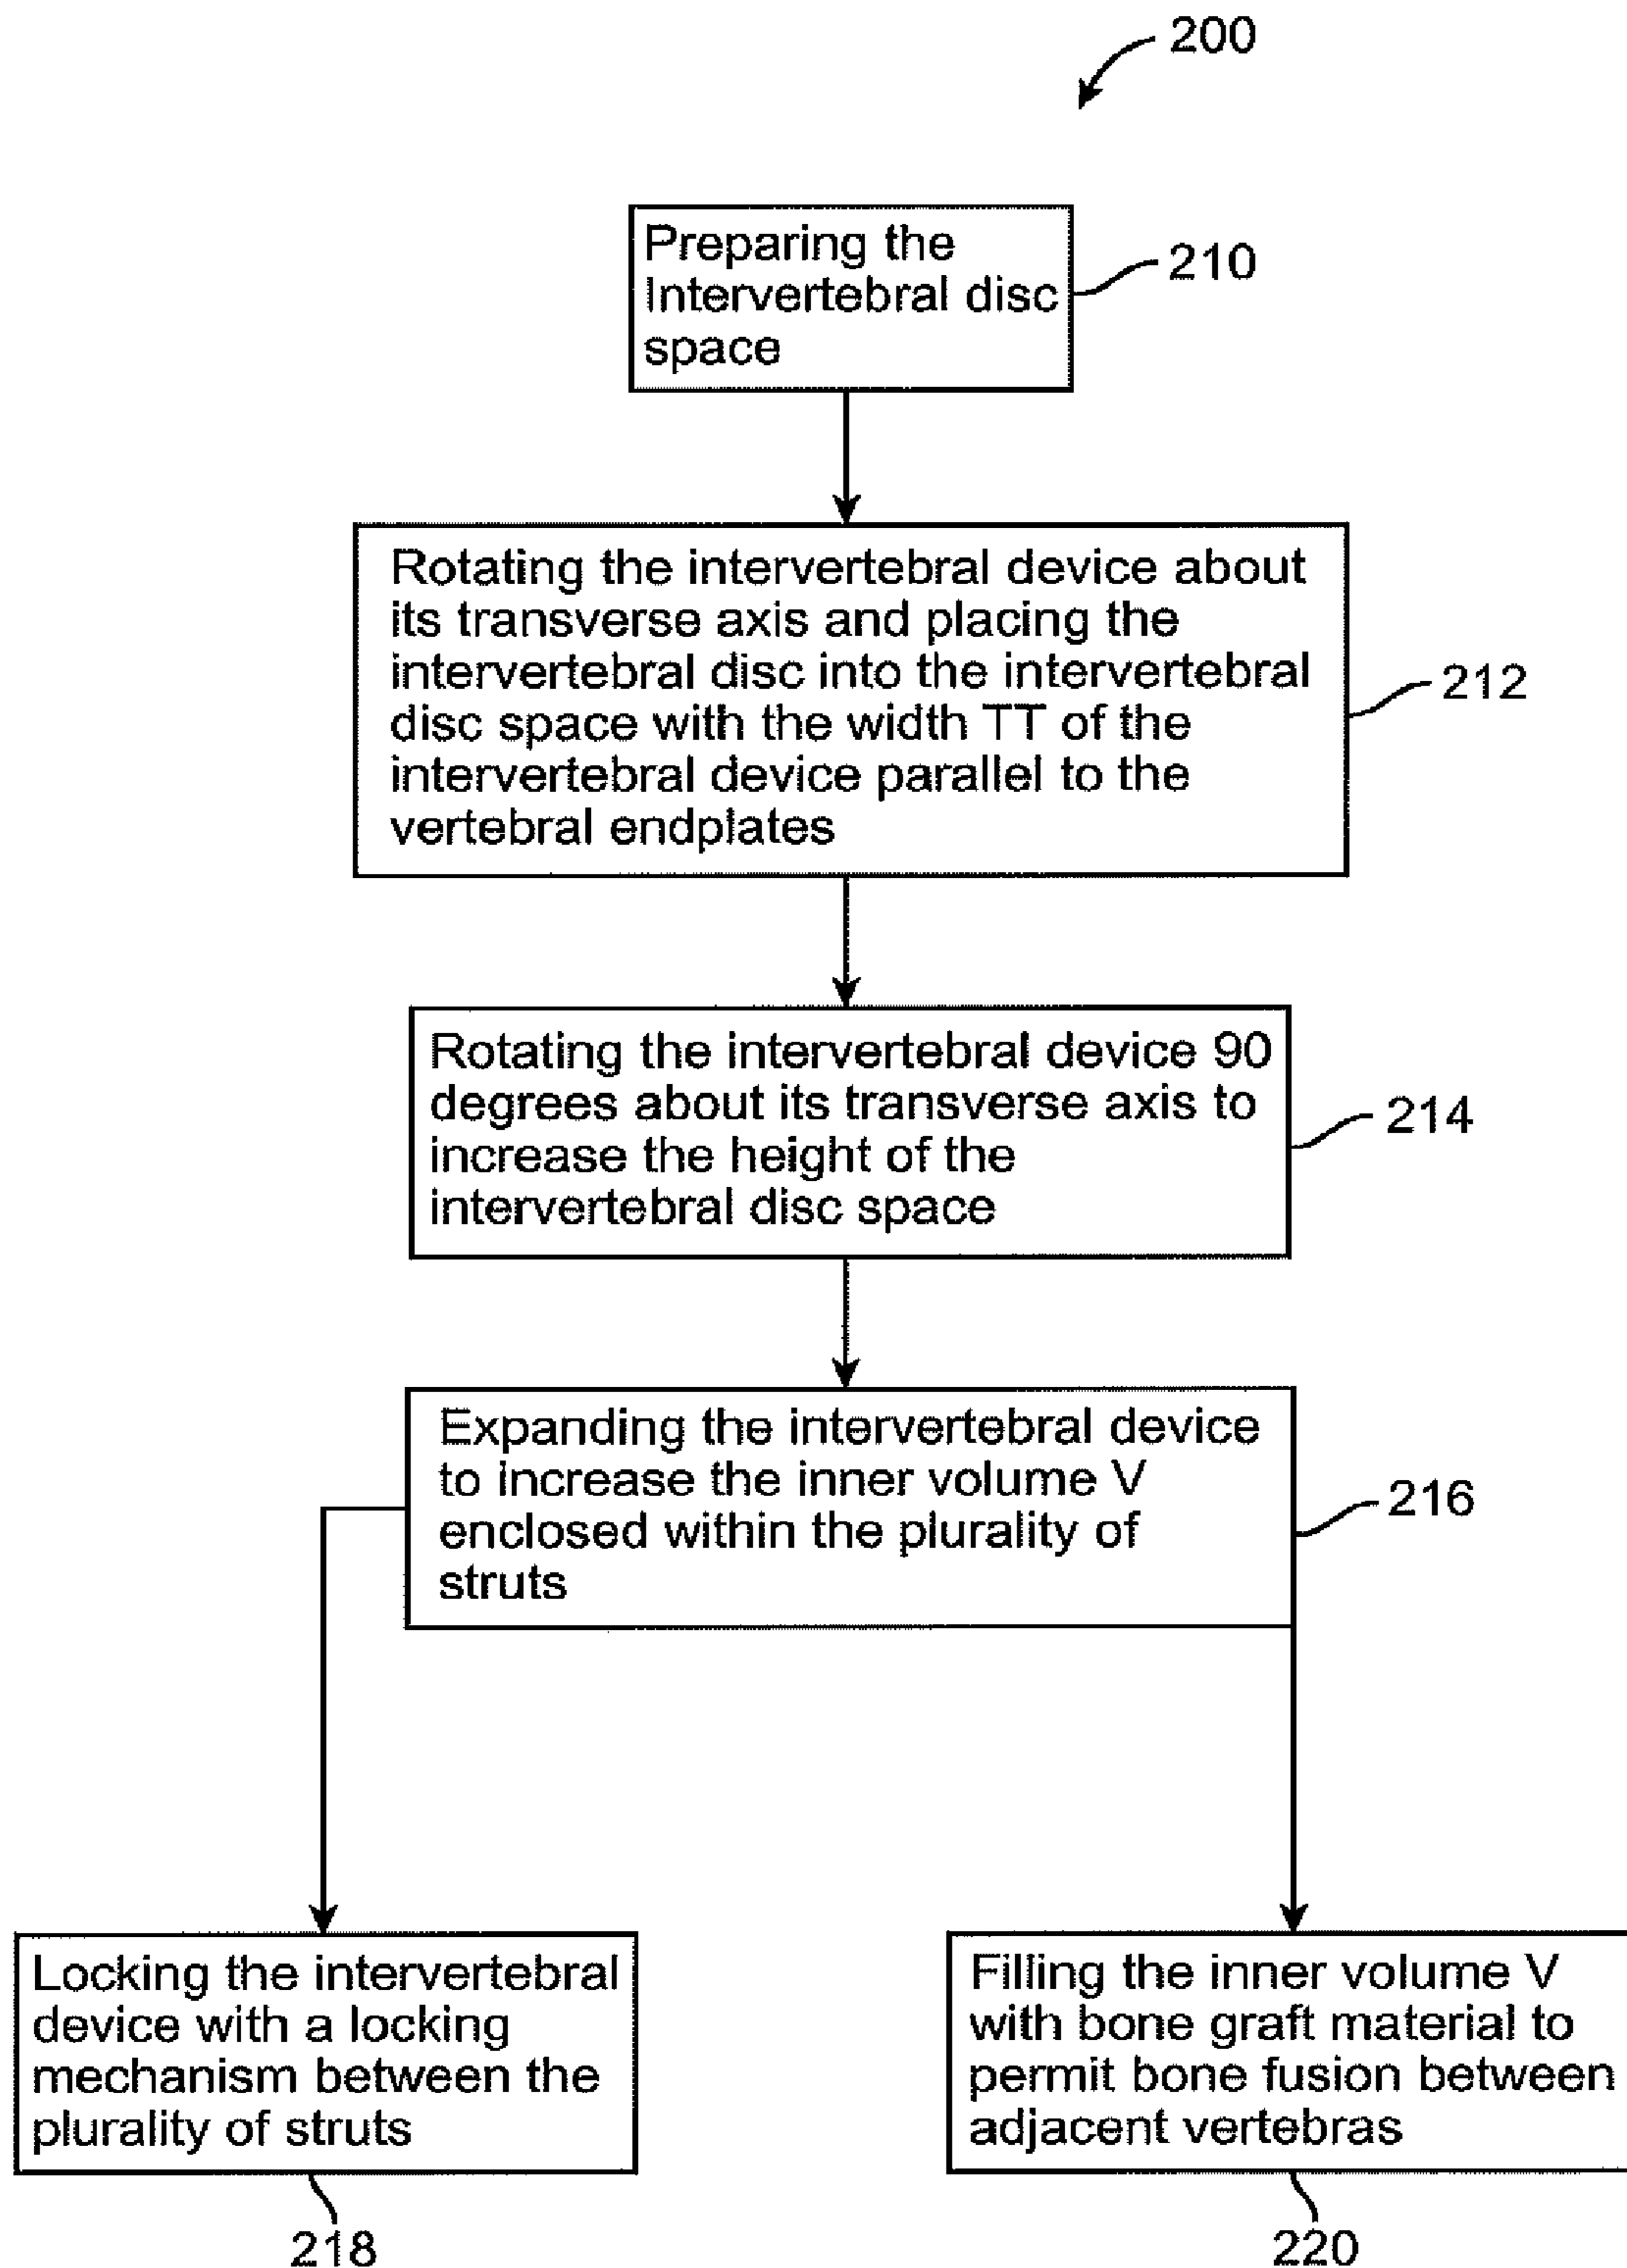 200
Preparing the
Intervertebral disc
space
210
Rotating the intervertebral device about
its transverse axis and placing the
intervertebral disc into the intervertebral
disc space with the width TT of the
intervertebral device parallel to the
vertebral endplates
212
Rotating the intervertebral device 90
degrees about its transverse axis to
increase the height of the
intervertebral disc space
214
Expanding the intervertebral device
to increase the inner volume V
enclosed within the plurality of
struts
216
Locking the intervertebral
device with a locking
mechanism between the
plurality of struts
218
Filling the inner volume V
with bone graft material to
permit bone fusion between
adjacent vertebras
220